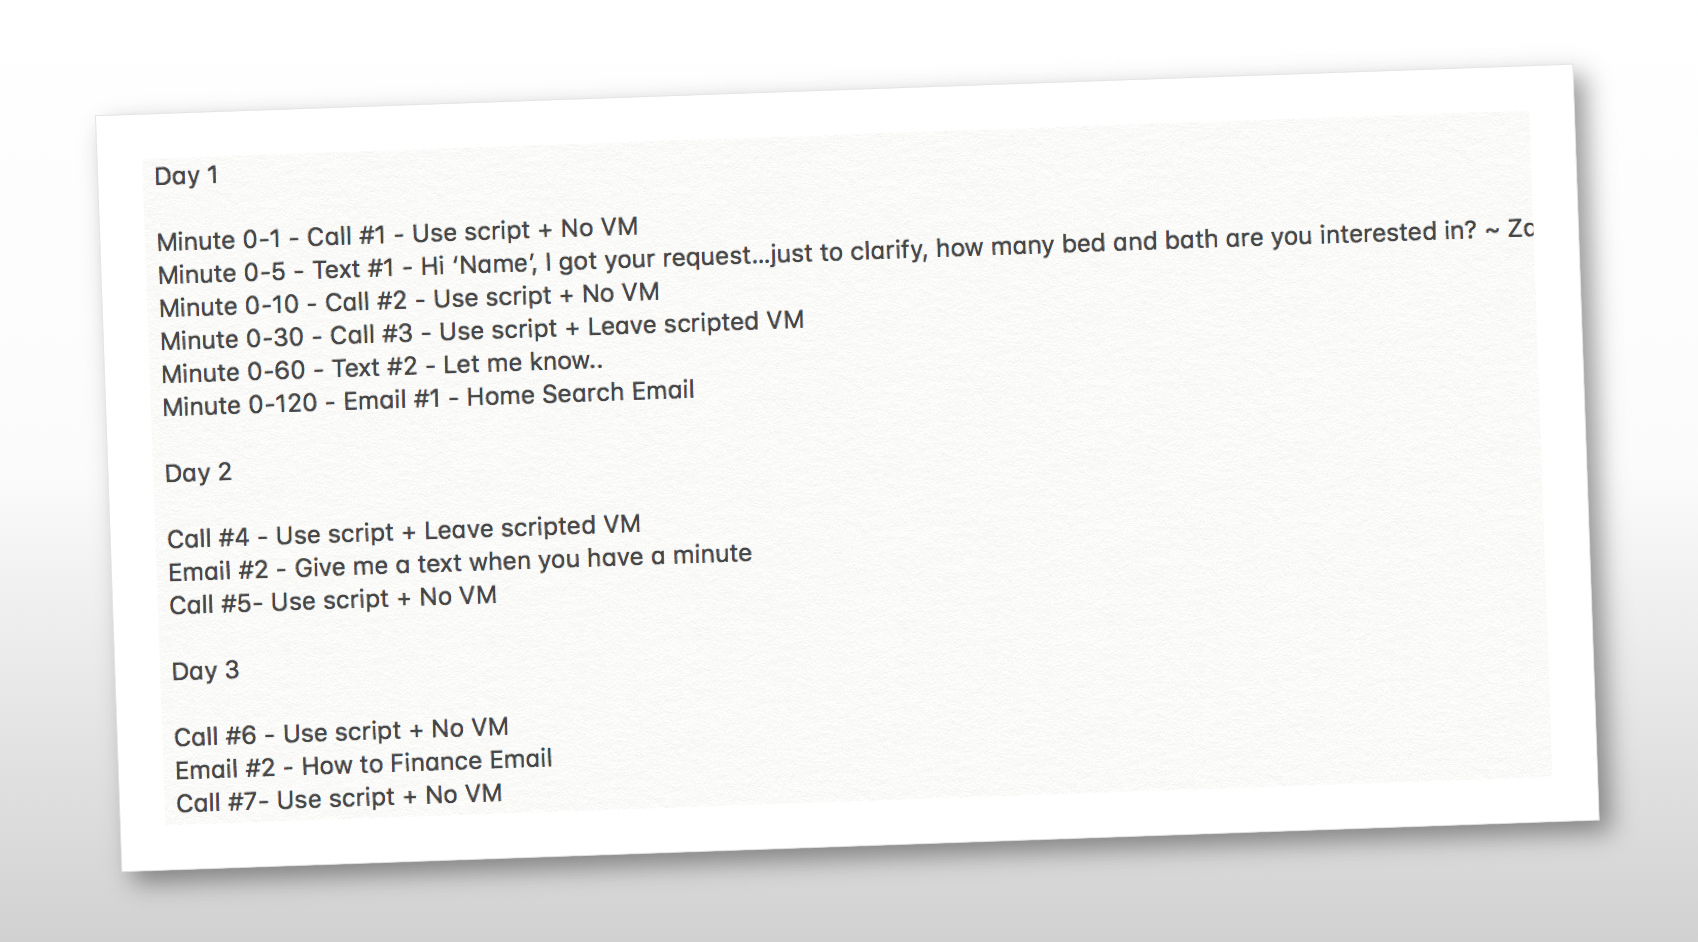 Day 1
Minute 0-1 - Call #1 - Use script + No VM
Minute 0-5 - Text #1 - Hi ‘Name’, I got your request...just to clarify, how many bed and bath are you interested in? ~
Minute 0-10 - Call #2 - Use script + No VM
Minute 0-30 - Call #3 - Use script + Leave scripted VM
Minute 0-60 - Text #2 - Let me know..
Minute 0-120 - Email #1 - Home Search Email
Day 2
Call #4 - Use script + Leave scripted VM
Email #2 - Give me a text when you have a minute
Call #5- Use script + No VM
Day 3
Call #6 - Use script + No VM
Email #2 - How to Finance Email
Call #7- Use script + No VM